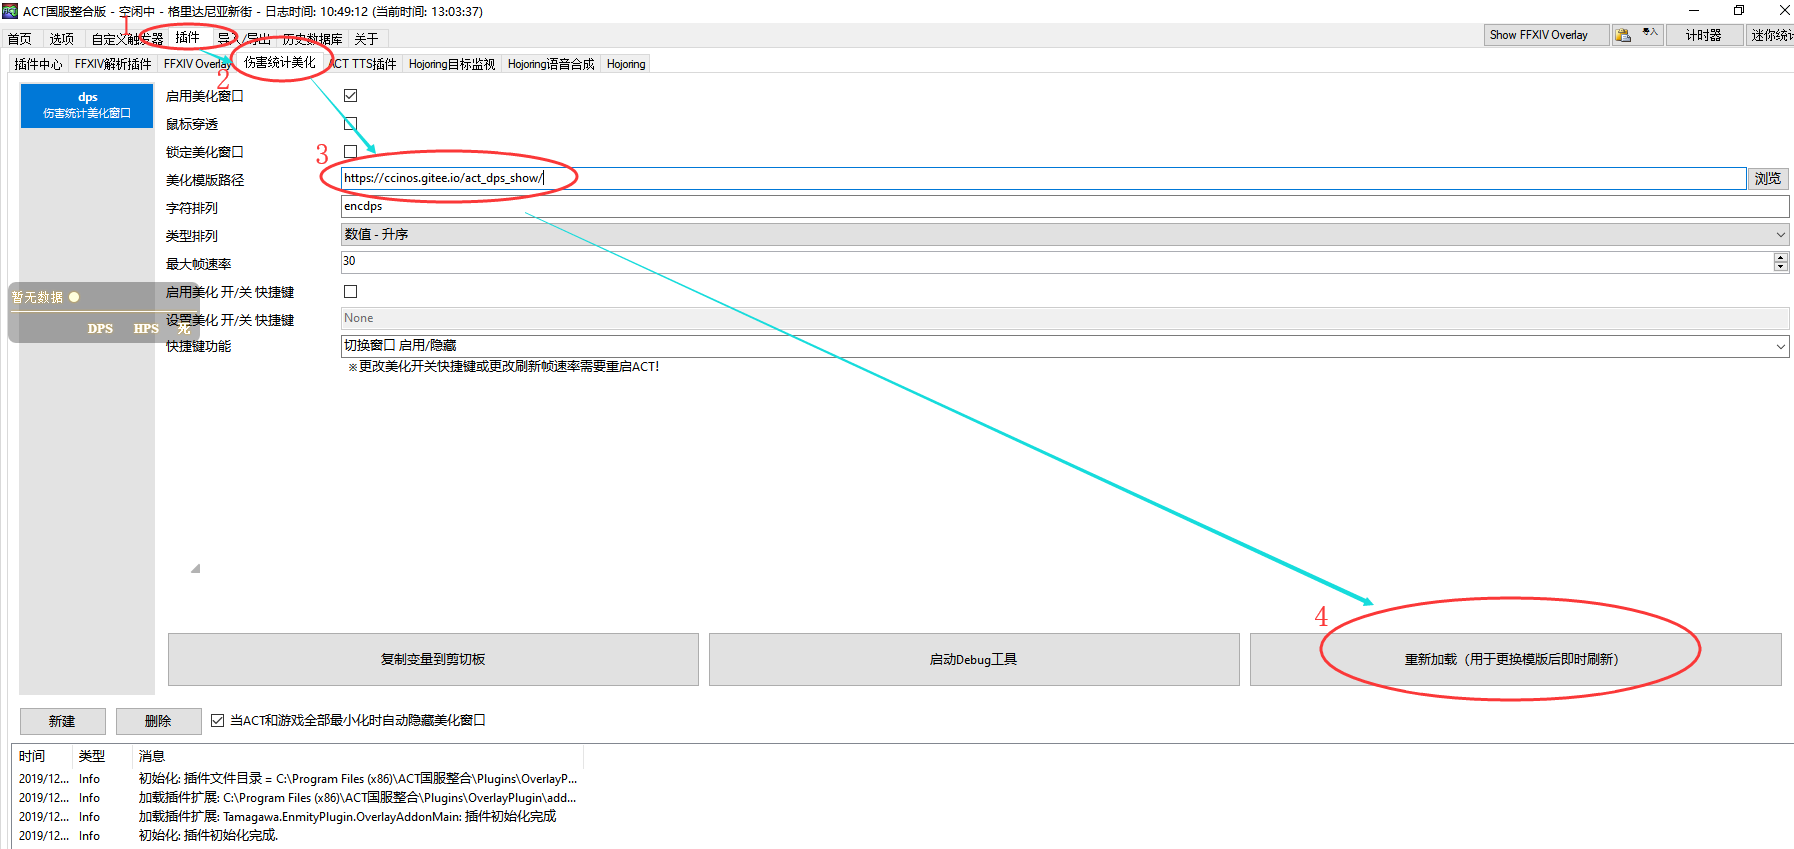 ACT国服整合版 - 空闲中 - 格里达尼亚新街 - 日志时间: 10:49:12 (当前时间: 13:03:37)
1
首页 选项 自定义触发器 插件 导入/导出 历史数据库 关于 Show FFXIV Overlay 导入 计时器 迷你统计
插件中心 FFXIV解析插件 FFXIV Overlay 伤害统计美化 ACT TTS插件 Hojoring目标监视 Hojoring语音合成 Hojoring
2
dps
伤害统计美化窗口
启用美化窗口
鼠标穿透
锁定美化窗口
3
美化模版路径 https://ccinos.gitee.io/act_dps_show/ 浏览
字符排列 encdps
类型排列 数值 - 升序
最大帧速率 30
启用美化 开/关 快捷键
暂无数据
设置美化 开/关 快捷键 None
DPS HPS 死
快捷键功能 切换窗口 启用/隐藏
※更改美化开关快捷键或更改刷新帧速率需要重启ACT!
4
复制变量到剪切板 启动Debug工具 重新加载（用于更换模版后即时刷新）
新建 删除 当ACT和游戏全部最小化时自动隐藏美化窗口
时间 类型 消息
2019/12... Info 初始化: 插件文件目录 = C:\Program Files (x86)\ACT国服整合\Plugins\OverlayP...
2019/12... Info 加载插件扩展: C:\Program Files (x86)\ACT国服整合\Plugins\OverlayPlugin\add...
2019/12... Info 加载插件扩展: Tamagawa.EnmityPlugin.OverlayAddonMain: 插件初始化完成
2019/12... Info 初始化: 插件初始化完成.